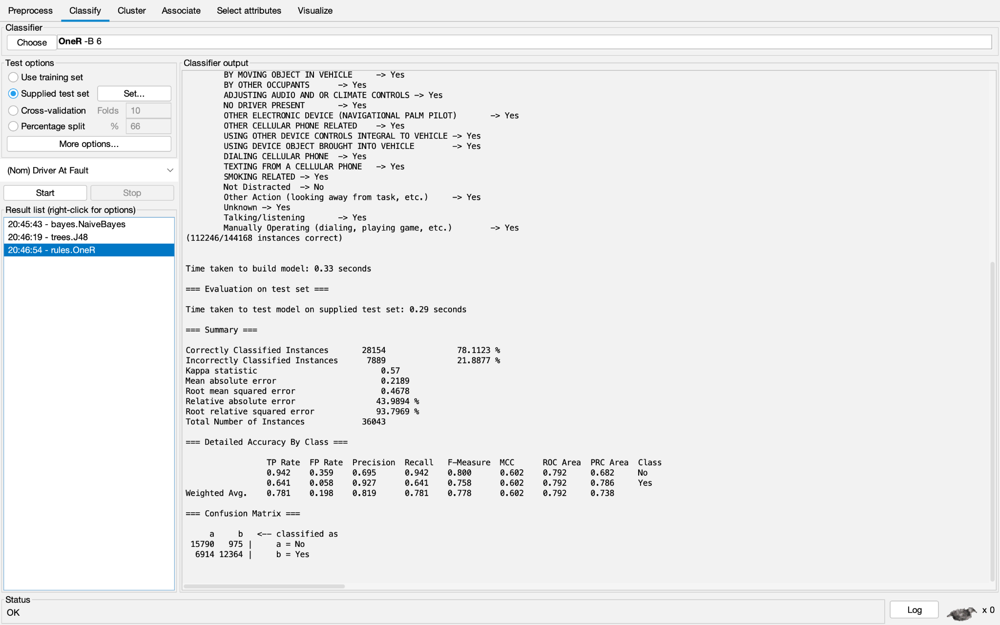 Preprocess Classify Cluster Associate Select attributes Visualize
Classifier
Choose OneR -B 6
Test options
Use training set
Supplied test set Set...
Cross-validation Folds 10
Percentage split % 66
More options...
(Nom) Driver At Fault
Start Stop
Result list (right-click for options)
20:45:43 - bayes.NaiveBayes
20:46:19 - trees.J48
20:46:54 - rules.OneR
Classifier output
BY MOVING OBJECT IN VEHICLE -> Yes
BY OTHER OCCUPANTS -> Yes
ADJUSTING AUDIO AND OR CLIMATE CONTROLS -> Yes
NO DRIVER PRESENT -> Yes
OTHER ELECTRONIC DEVICE (NAVIGATIONAL PALM PILOT) -> Yes
OTHER CELLULAR PHONE RELATED -> Yes
USING OTHER DEVICE CONTROLS INTEGRAL TO VEHICLE -> Yes
USING DEVICE OBJECT BROUGHT INTO VEHICLE -> Yes
DIALING CELLULAR PHONE -> Yes
TEXTING FROM A CELLULAR PHONE -> Yes
SMOKING RELATED -> Yes
Not Distracted -> No
Other Action (looking away from task, etc.) -> Yes
Unknown -> Yes
Talking/listening -> Yes
Manually Operating (dialing, playing game, etc.) -> Yes
(112246/144168 instances correct)
Time taken to build model: 0.33 seconds
=== Evaluation on test set ===
Time taken to test model on supplied test set: 0.29 seconds
=== Summary ===
Correctly Classified Instances 28154 78.1123 %
Incorrectly Classified Instances 7889 21.8877 %
Kappa statistic 0.57
Mean absolute error 0.2189
Root mean squared error 0.4678
Relative absolute error 43.9894 %
Root relative squared error 93.7969 %
Total Number of Instances 36043
=== Detailed Accuracy By Class ===
TP Rate FP Rate Precision Recall F-Measure MCC ROC Area PRC Area Class
0.942 0.359 0.695 0.942 0.800 0.602 0.792 0.682 No
0.641 0.058 0.927 0.641 0.758 0.602 0.792 0.786 Yes
Weighted Avg. 0.781 0.198 0.819 0.781 0.778 0.602 0.792 0.738
=== Confusion Matrix ===
a b <-- classified as
15790 975 | a = No
6914 12364 | b = Yes
Status
OK
Log x 0